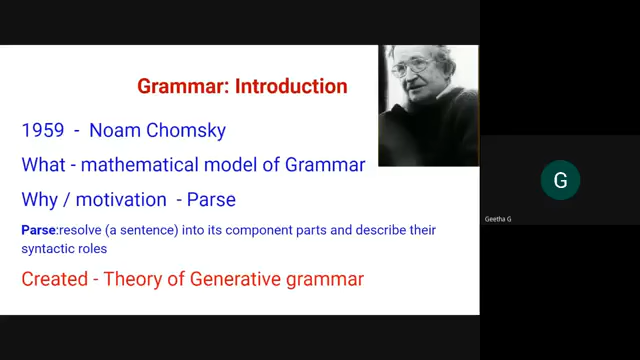 Grammar: Introduction
1959 - Noam Chomsky
What - mathematical model of Grammar
Why / motivation - Parse
Parse:resolve (a sentence) into its component parts and describe their
syntactic roles
Created - Theory of Generative grammar
G
Geetha G